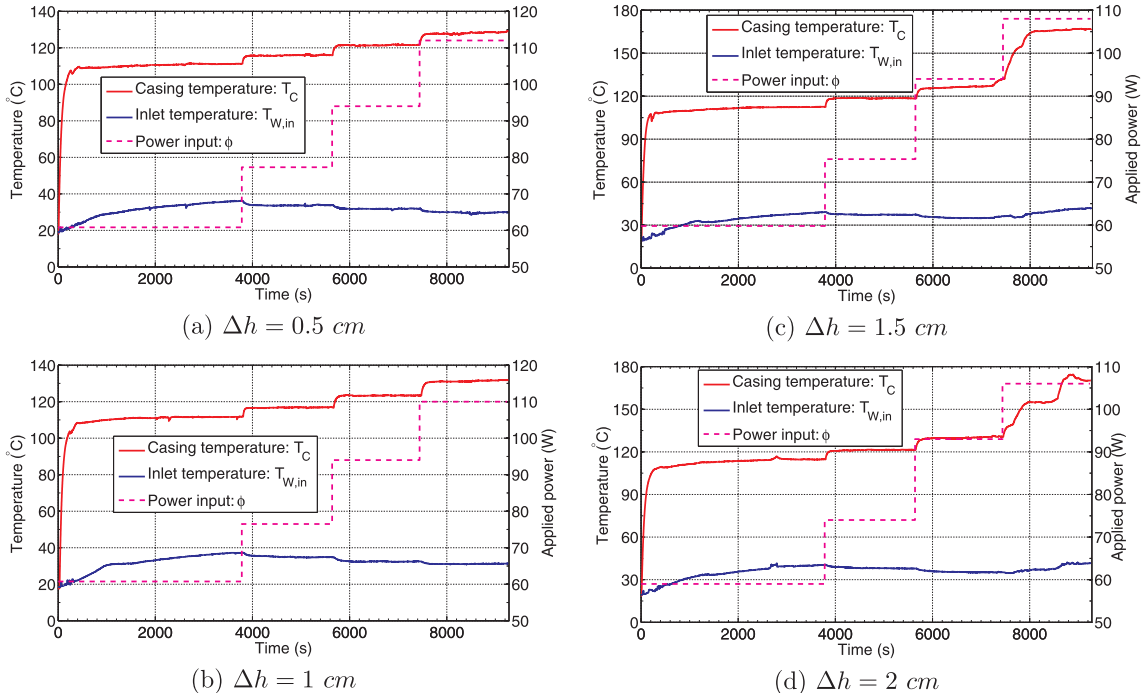 140
120
100
80
60
40
20
0
Temperature °C)
120
110
100
90
80
70
60
50
Casing temperature: T_C
Inlet temperature: T_W,in
Power input: ϕ
0 2000 4000 6000 8000
Time (s)
(a) Δh = 0.5 cm
180
150
120
90
60
30
0
Temperature °C)
110
100
90
80
70
60
50
Applied power (W)
Casing temperature: T_C
Inlet temperature: T_W,in
Power input: ϕ
0 2000 4000 6000 8000
Time (s)
(c) Δh = 1.5 cm
140
120
100
80
60
40
20
0
Temperature °C)
120
110
100
90
80
70
60
50
Applied power (W)
Casing temperature: T_C
Inlet temperature: T_W,in
Power input: ϕ
0 2000 4000 6000 8000
Time (s)
(b) Δh = 1 cm
180
150
120
90
60
30
0
Temperature °C)
110
100
90
80
70
60
50
Applied power (W)
Casing temperature: T_C
Inlet temperature: T_W,in
Power input: ϕ
0 2000 4000 6000 8000
Time (s)
(d) Δh = 2 cm